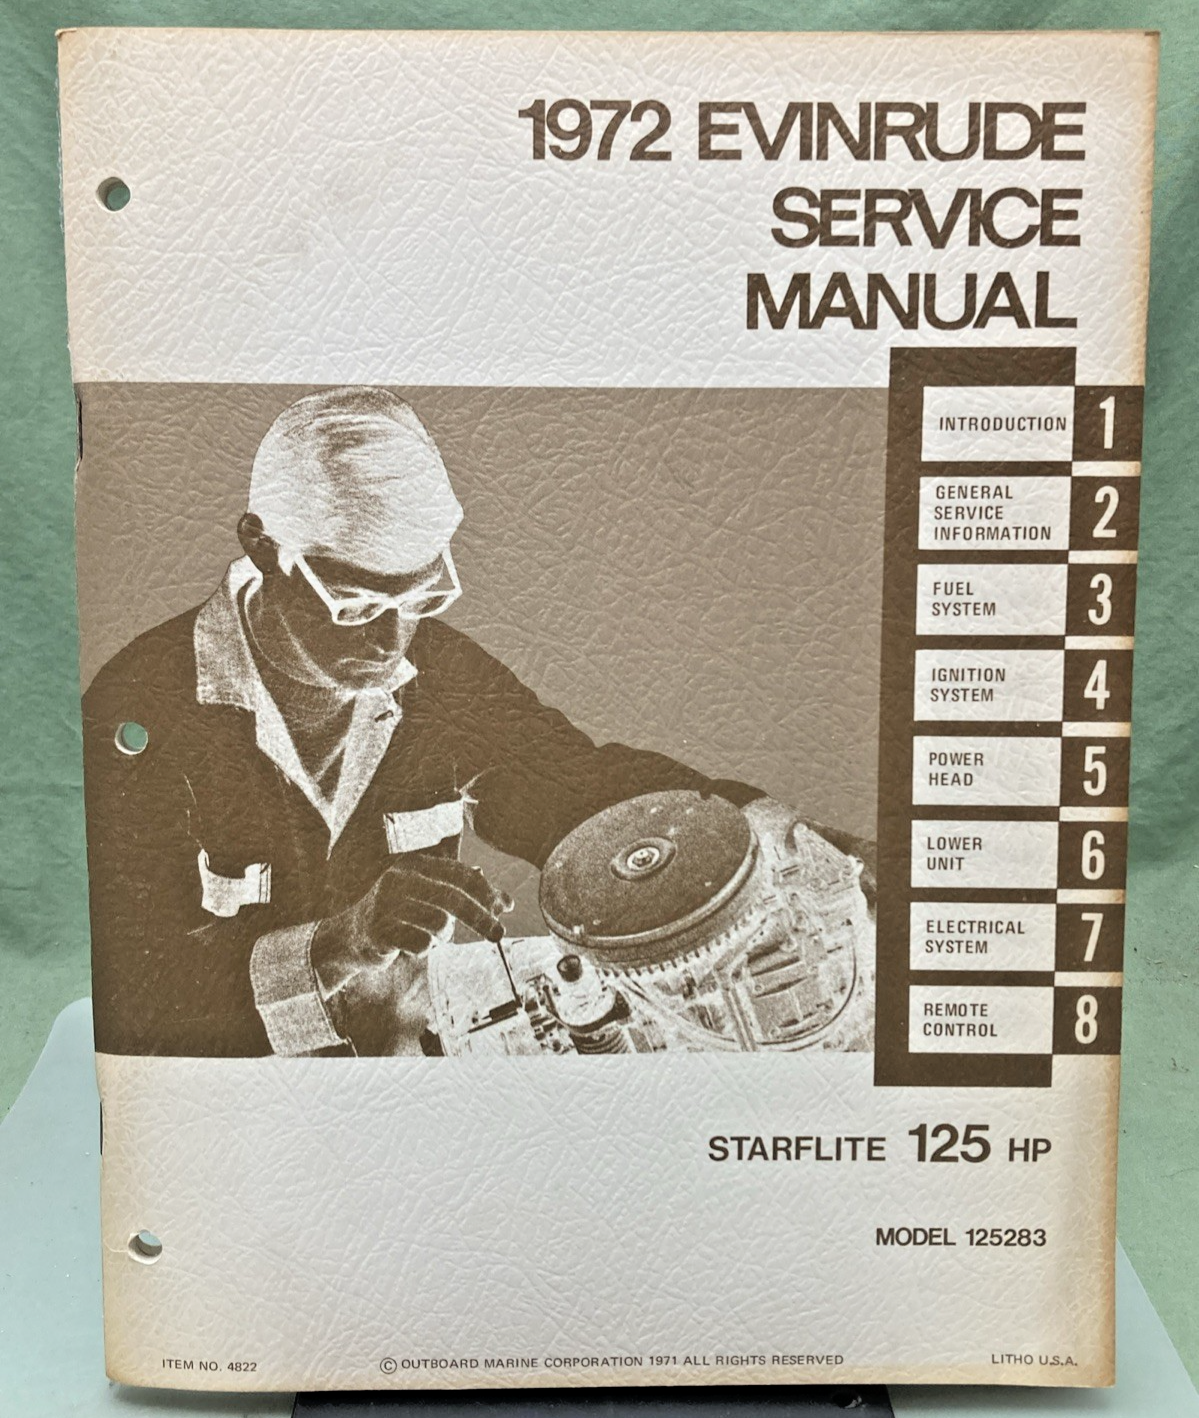 1972 EVINRUDE
SERVICE
MANUAL
INTRODUCTION 1
GENERAL
SERVICE
INFORMATION 2
FUEL
SYSTEM 3
IGNITION
SYSTEM 4
POWER
HEAD 5
LOWER
UNIT 6
ELECTRICAL
SYSTEM 7
REMOTE
CONTROL 8
STARFLITE 125 HP
MODEL 125283
ITEM NO. 4822
© OUTBOARD MARINE CORPORATION 1971 ALL RIGHTS RESERVED
LITHO U.S.A.